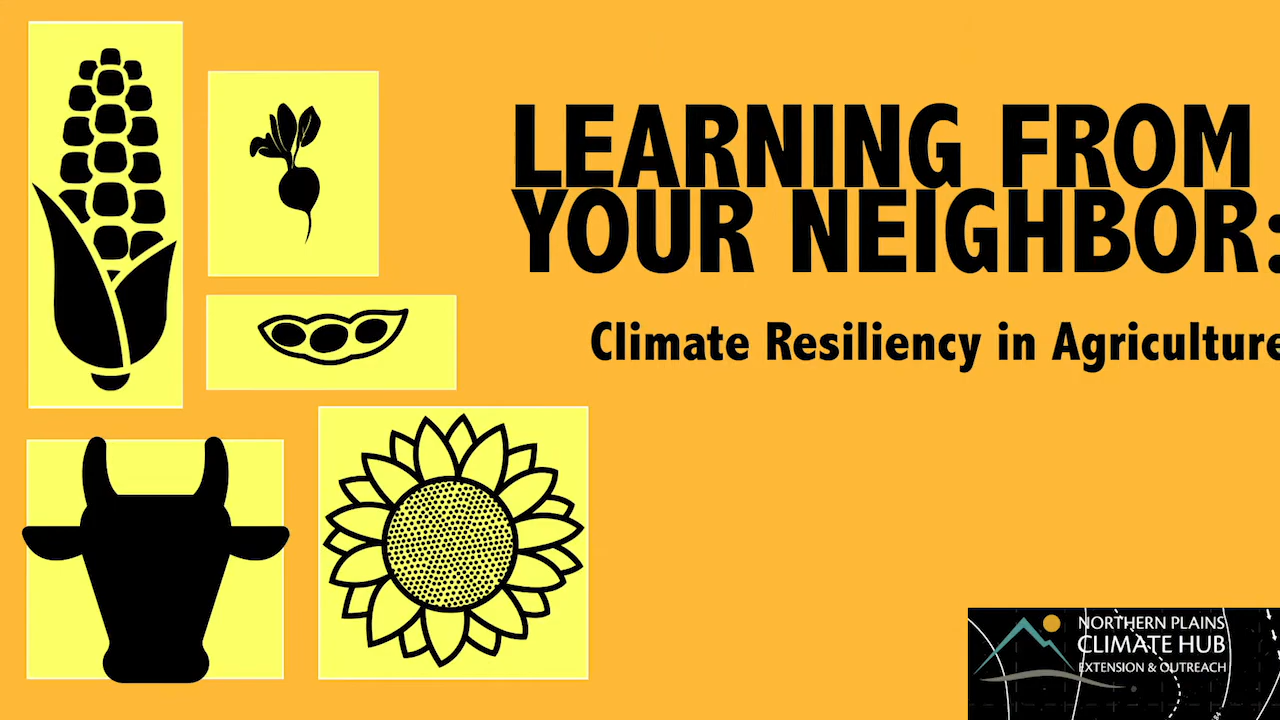 LEARNING FROM
YOUR NEIGHBOR:
Climate Resiliency in Agriculture
NORTHERN PLAINS
CLIMATE HUB
EXTENSION & OUTREACH